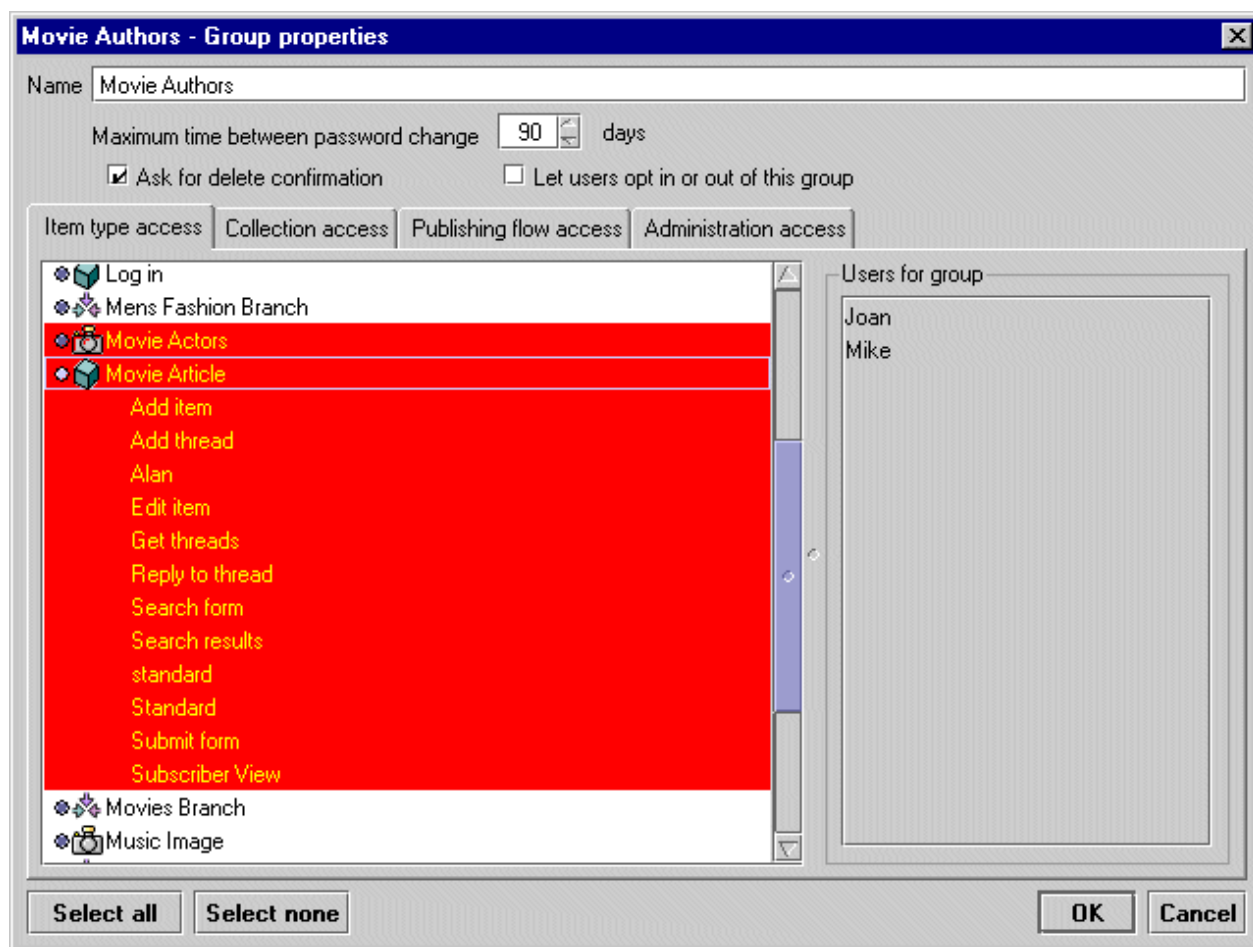 Movie Authors - Group properties
Name Movie Authors
Maximum time between password change 90 days
Ask for delete confirmation Let users opt in or out of this group
Item type access Collection access Publishing flow access Administration access
Log in
Mens Fashion Branch
Movie Actors
Movie Article
Add item
Add thread
Alan
Edit item
Get threads
Reply to thread
Search form
Search results
standard
Standard
Submit form
Subscriber View
Movies Branch
Music Image
Users for group
Joan
Mike
Select all Select none OK Cancel